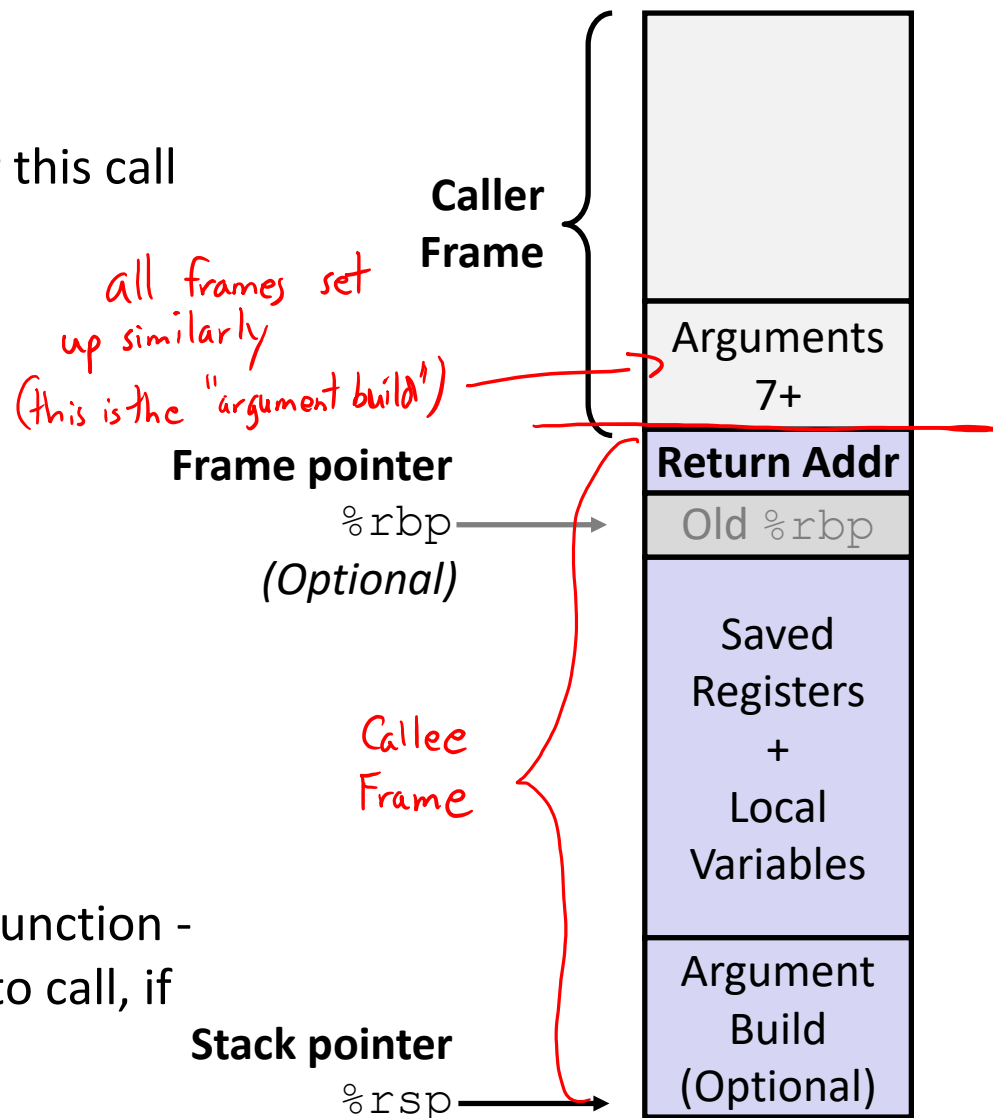 this call
Caller
Frame
all frames set
up similarly
(this is the "argument build")
Arguments
7+
Frame pointer
%rbp
(Optional)
Return Addr
Old %rbp
Saved
Registers
+
Local
Variables
Callee
Frame
unction -
to call, if
Stack pointer
%rsp
Argument
Build
(Optional)